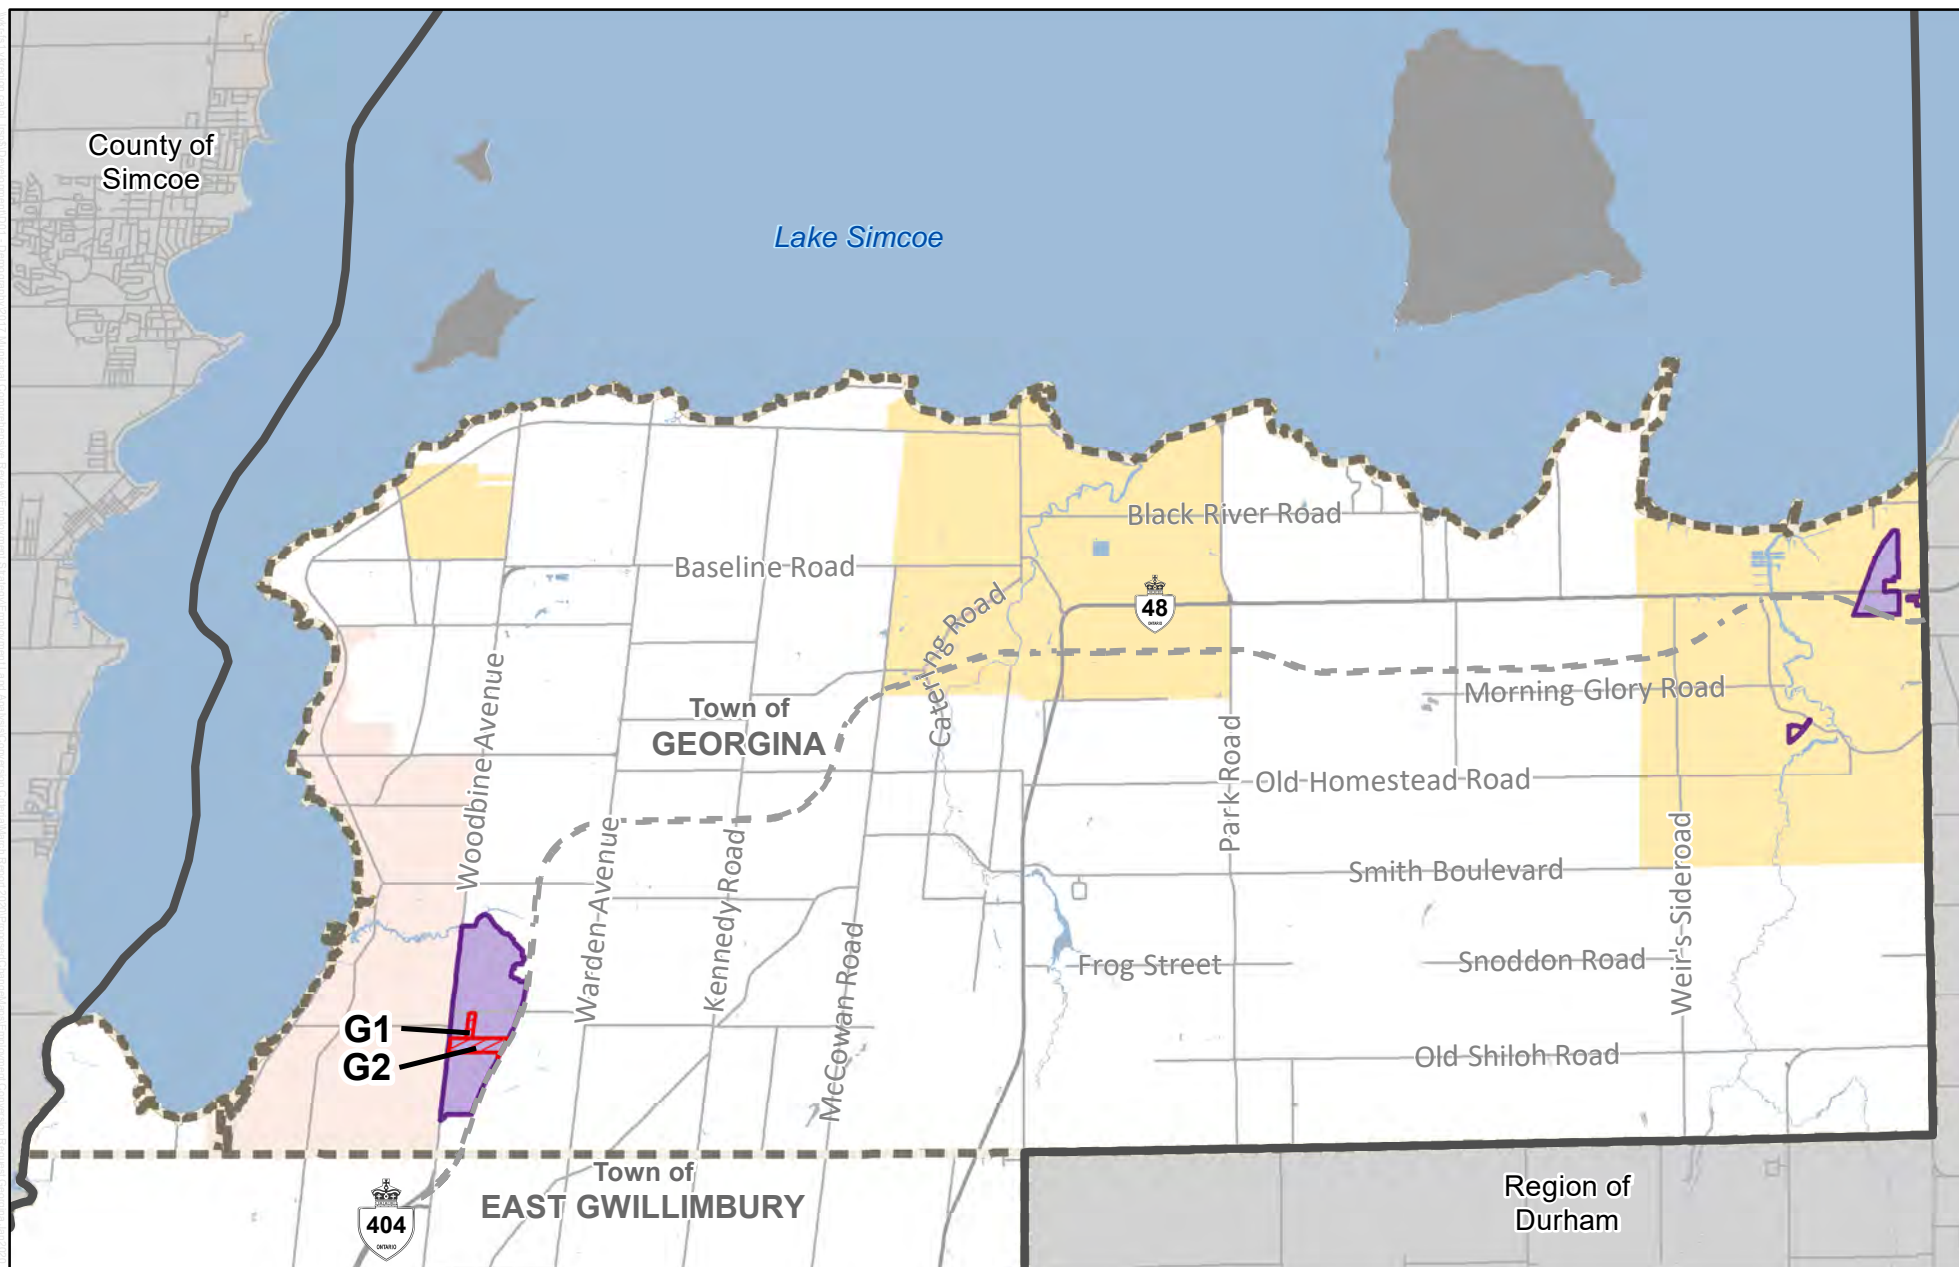 County of
Simcoe
Lake Simcoe
Black River Road
Baseline Road
48
ONTARIO
Catering Road
Woodbine Avenue
Morning Glory Road
Town of
GEORGINA
Park Road
Old Homestead Road
Weir's Sideroad
Warden Avenue
Kennedy Road
Smith Boulevard
McCowan Road
Frog Street
Snoddon Road
G1
G2
Old Shiloh Road
Town of
EAST GWILLIMBURY
404
ONTARIO
Region of
Durham